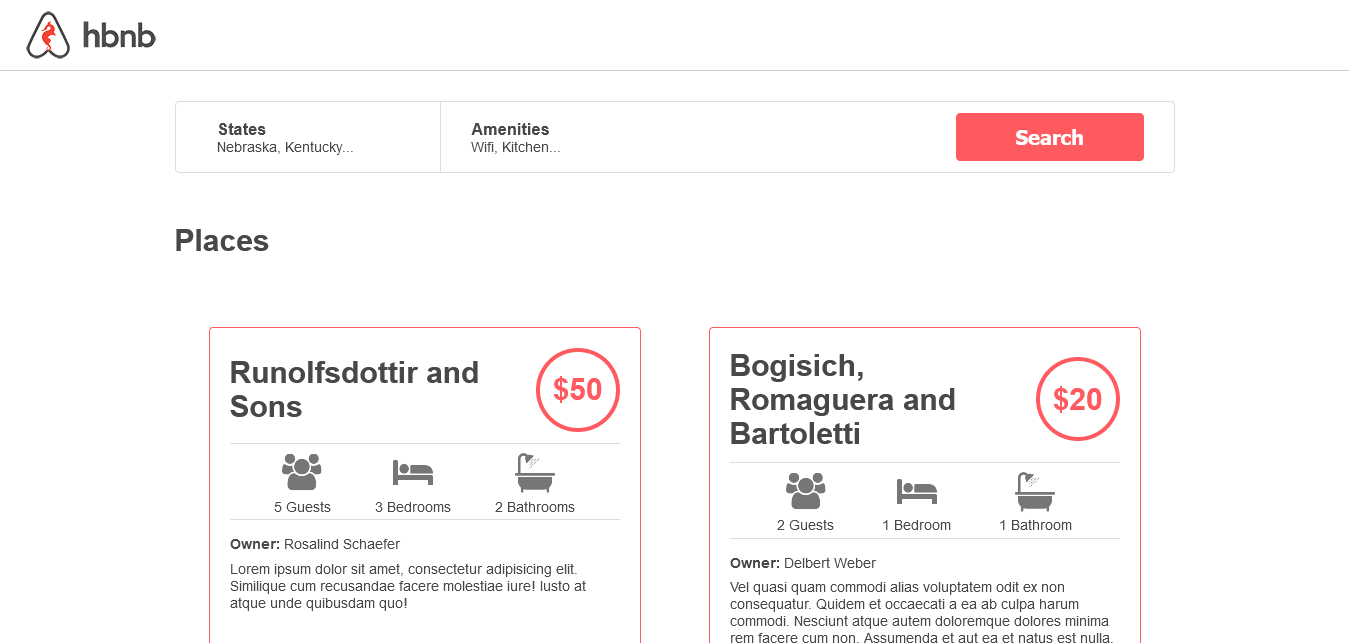 hbnb
States
Nebraska, Kentucky...
Amenities
Wifi, Kitchen...
Search
Places
Runolfsdottir and
Sons
$50
5 Guests
3 Bedrooms
2 Bathrooms
Owner: Rosalind Schaefer
Lorem ipsum dolor sit amet, consectetur adipisicing elit.
Similique cum recusandae facere molestiae iure! Iusto at
atque unde quibusdam quo!
Bogisich,
Romaguera and
Bartoletti
$20
2 Guests
1 Bedroom
1 Bathroom
Owner: Delbert Weber
Vel quasi quam commodi alias voluptatem odit ex non
consequatur. Quidem et occaecati a ea ab culpa harum
commodi. Nesciunt atque autem doloremque dolores minima
rem facere cum non. Assumenda et aut ea et natus est nulla.